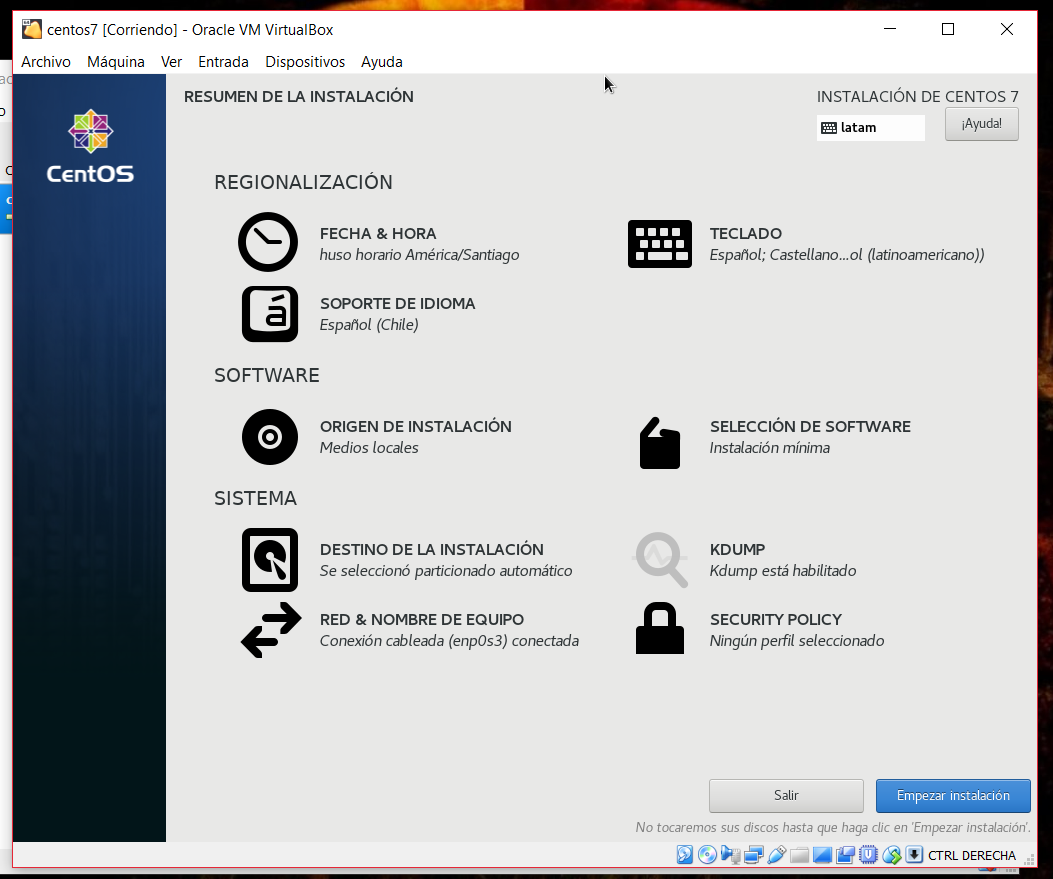 centos7 [Corriendo] - Oracle VM VirtualBox
Archivo Máquina Ver Entrada Dispositivos Ayuda
RESUMEN DE LA INSTALACIÓN
INSTALACIÓN DE CENTOS 7
latam
¡Ayuda!
CentOS
REGIONALIZACIÓN
FECHA & HORA
huso horario América/Santiago
TECLADO
Español; Castellano...ol (latinoamericano))
SOPORTE DE IDIOMA
Español (Chile)
SOFTWARE
ORIGEN DE INSTALACIÓN
Medios locales
SELECCIÓN DE SOFTWARE
Instalación mínima
SISTEMA
DESTINO DE LA INSTALACIÓN
Se seleccionó particionado automático
KDUMP
Kdump está habilitado
RED & NOMBRE DE EQUIPO
Conexión cableada (enp0s3) conectada
SECURITY POLICY
Ningún perfil seleccionado
Salir
Empezar instalación
No tocaremos sus discos hasta que haga clic en 'Empezar instalación'.
CTRL DERECHA